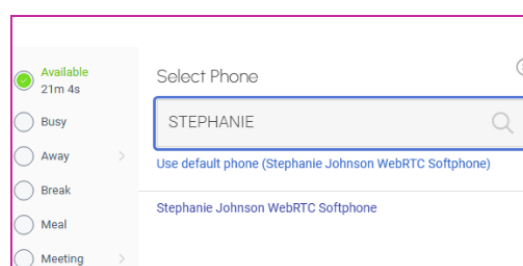 Available
21m 4s
Busy
Away
Break
Meal
Meeting
Select Phone
STEPHANIE
Use default phone (Stephanie Johnson WebRTC Softphone)
Stephanie Johnson WebRTC Softphone